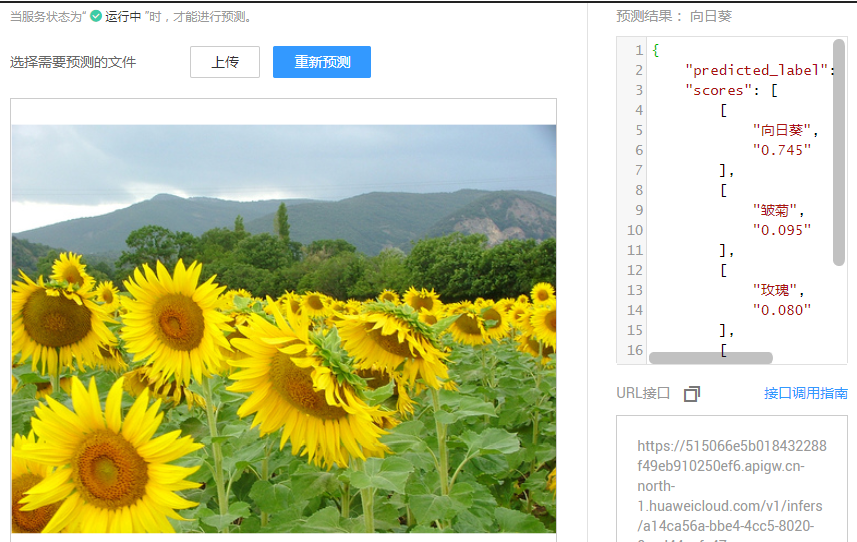 当服务状态为“ 运行中 ”时，才能进行预测。
选择需要预测的文件
上传
重新预测
预测结果： 向日葵
1 {
2 "predicted_label":
3 "scores": [
4 [
5 "向日葵",
6 "0.745"
7 ],
8 [
9 "皱菊",
10 "0.095"
11 ],
12 [
13 "玫瑰",
14 "0.080"
15 ],
16 [
URL接口
接口调用指南
https://515066e5b018432288
f49eb910250ef6.apigw.cn-
north-
1.huaweicloud.com/v1/infers
/a14ca56a-bbe4-4cc5-8020-